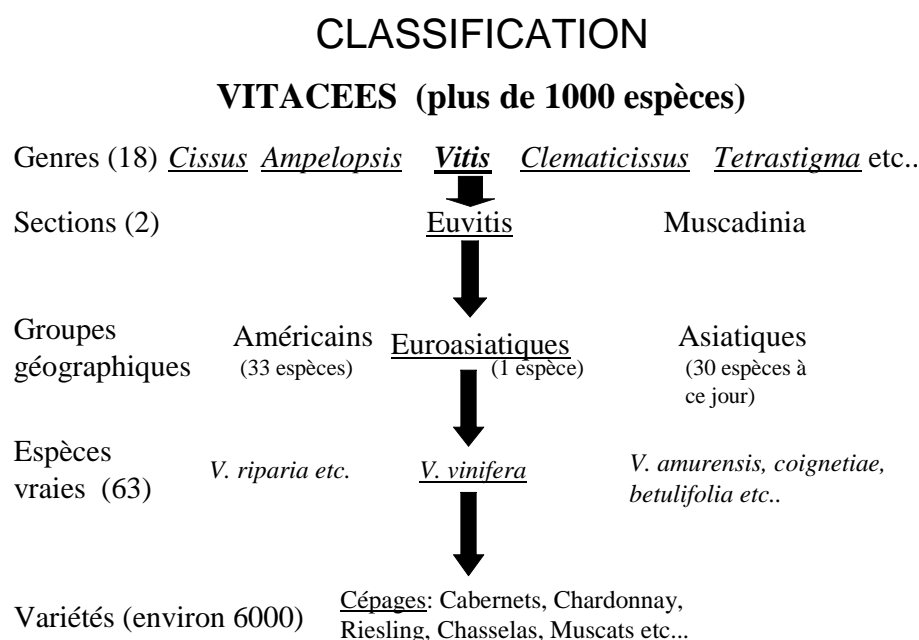 CLASSIFICATION
VITACEES (plus de 1000 espèces)
Genres (18) Cissus Ampelopsis Vitis Clematicissus Tetrastigma etc..
Sections (2) Euvitis Muscadinia
Groupes géographiques
Américains (33 espèces)
Euroasiatiques (1 espèce)
Asiatiques (30 espèces à ce jour)
Espèces vraies (63)
V. riparia etc.
V. vinifera
V. amurensis, coignetiae,
betulifolia etc..
Variétés (environ 6000)
Cépages: Cabernets, Chardonnay,
Riesling, Chasselas, Muscats etc...